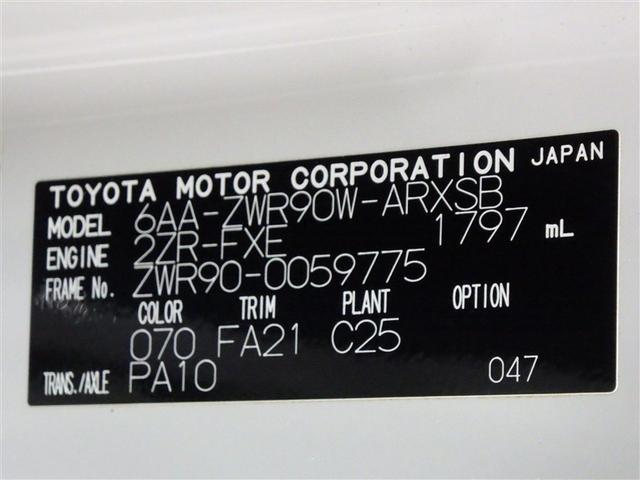 TOYOTA MOTOR CORPORATION JAPAN
MODEL 6AA-ZWR90W-ARXSB
ENGINE 2ZR-FXE 1797 mL
FRAME No. ZWR90-0059775
COLOR TRIM PLANT OPTION
070 FA21 C25
TRANS./AXLE PA10 047